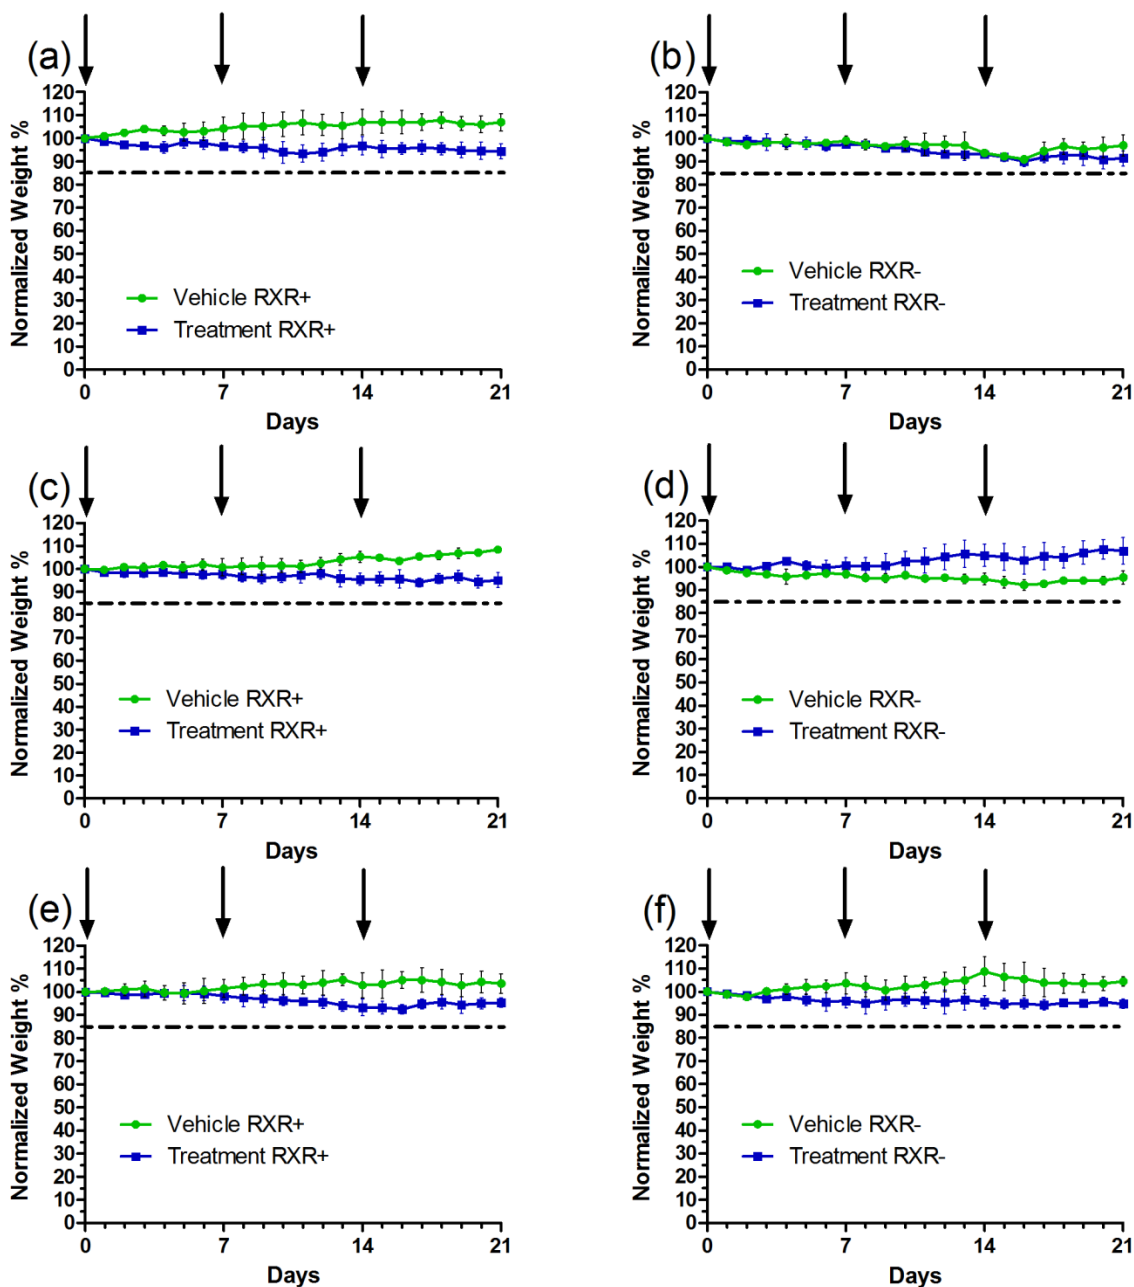 (a)
Normalized Weight %
120
110
100
90
80
70
60
50
40
30
20
10
0
Vehicle RXR+
Treatment RXR+
0 7 14 21
Days
(b)
Normalized Weight %
120
110
100
90
80
70
60
50
40
30
20
10
0
Vehicle RXR-
Treatment RXR-
0 7 14 21
Days
(c)
Normalized Weight %
120
110
100
90
80
70
60
50
40
30
20
10
0
Vehicle RXR+
Treatment RXR+
0 7 14 21
Days
(d)
Normalized Weight %
120
110
100
90
80
70
60
50
40
30
20
10
0
Vehicle RXR-
Treatment RXR-
0 7 14 21
Days
(e)
Normalized Weight %
120
110
100
90
80
70
60
50
40
30
20
10
0
Vehicle RXR+
Treatment RXR+
0 7 14 21
Days
(f)
Normalized Weight %
120
110
100
90
80
70
60
50
40
30
20
10
0
Vehicle RXR-
Treatment RXR-
0 7 14 21
Days